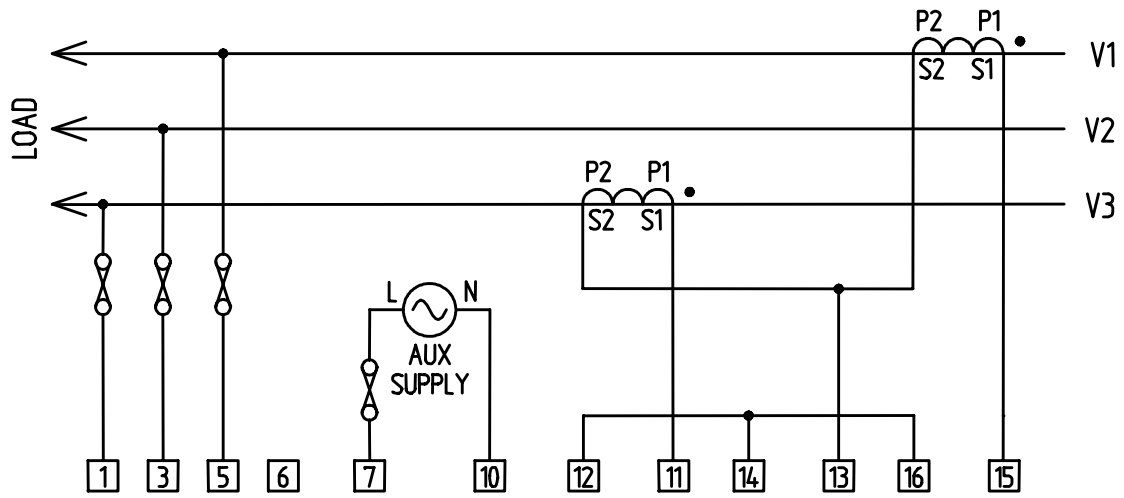 P2 P1
V1
S2 S1
LOAD
V2
P2 P1
V3
S2 S1
L N
AUX
SUPPLY
1 3 5 6 7 10 12 11 14 13 16 15